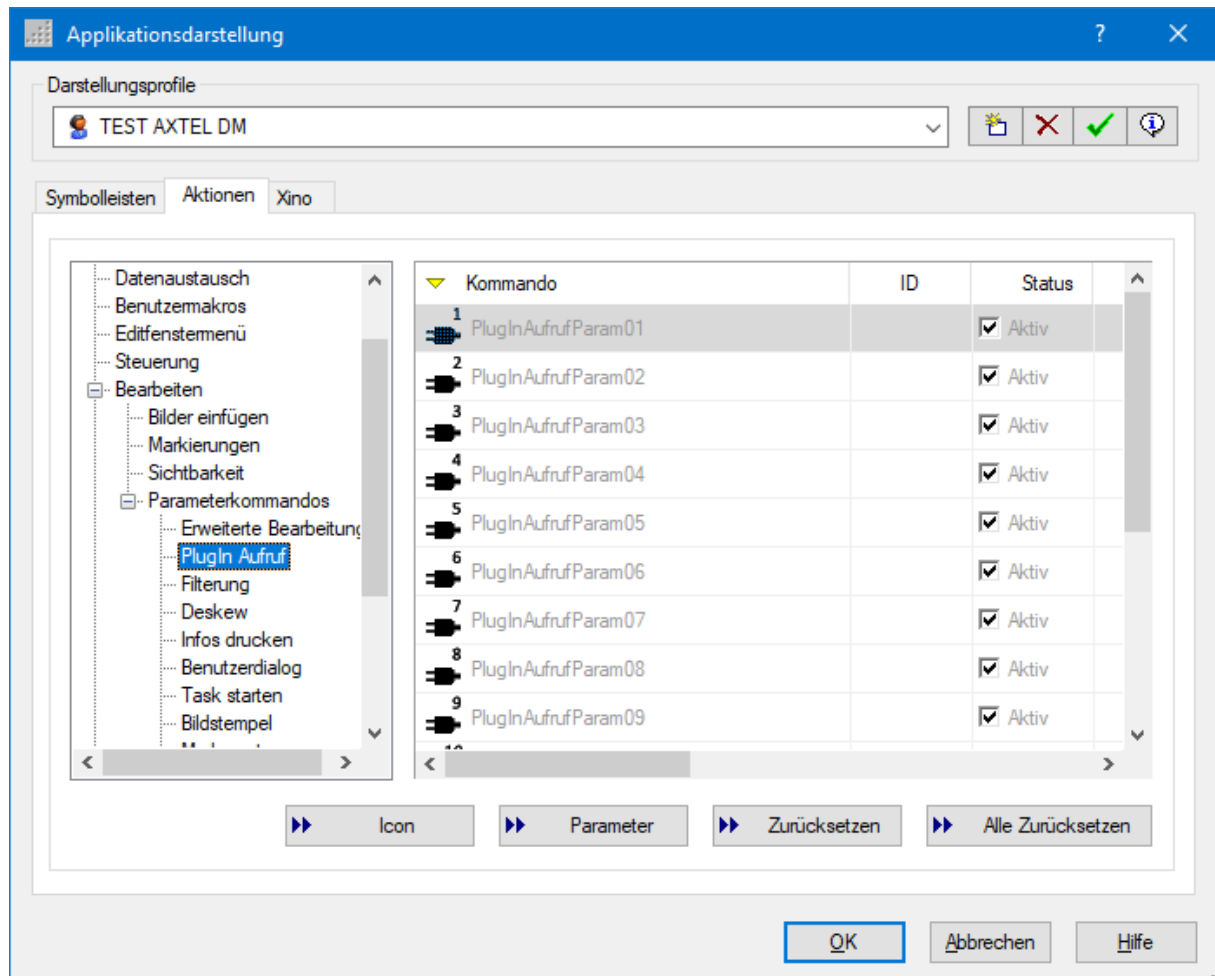 Applikationsdarstellung
Darstellungsprofile
TEST AXTEL DM
Symbolleisten Aktionen Xino
Datenaustausch
Benutzermakros
Editfenstermenü
Steuerung
Bearbeiten
Bilder einfügen
Markierungen
Sichtbarkeit
Parameterkommandos
Erweiterte Bearbeitung
PlugIn Aufruf
Filterung
Deskew
Infos drucken
Benutzerdialog
Task starten
Bildstempel
Kommando ID Status
1 PlugInAufrufParam01 Aktiv
2 PlugInAufrufParam02 Aktiv
3 PlugInAufrufParam03 Aktiv
4 PlugInAufrufParam04 Aktiv
5 PlugInAufrufParam05 Aktiv
6 PlugInAufrufParam06 Aktiv
7 PlugInAufrufParam07 Aktiv
8 PlugInAufrufParam08 Aktiv
9 PlugInAufrufParam09 Aktiv
Icon Parameter Zurücksetzen Alle Zurücksetzen
OK Abbrechen Hilfe